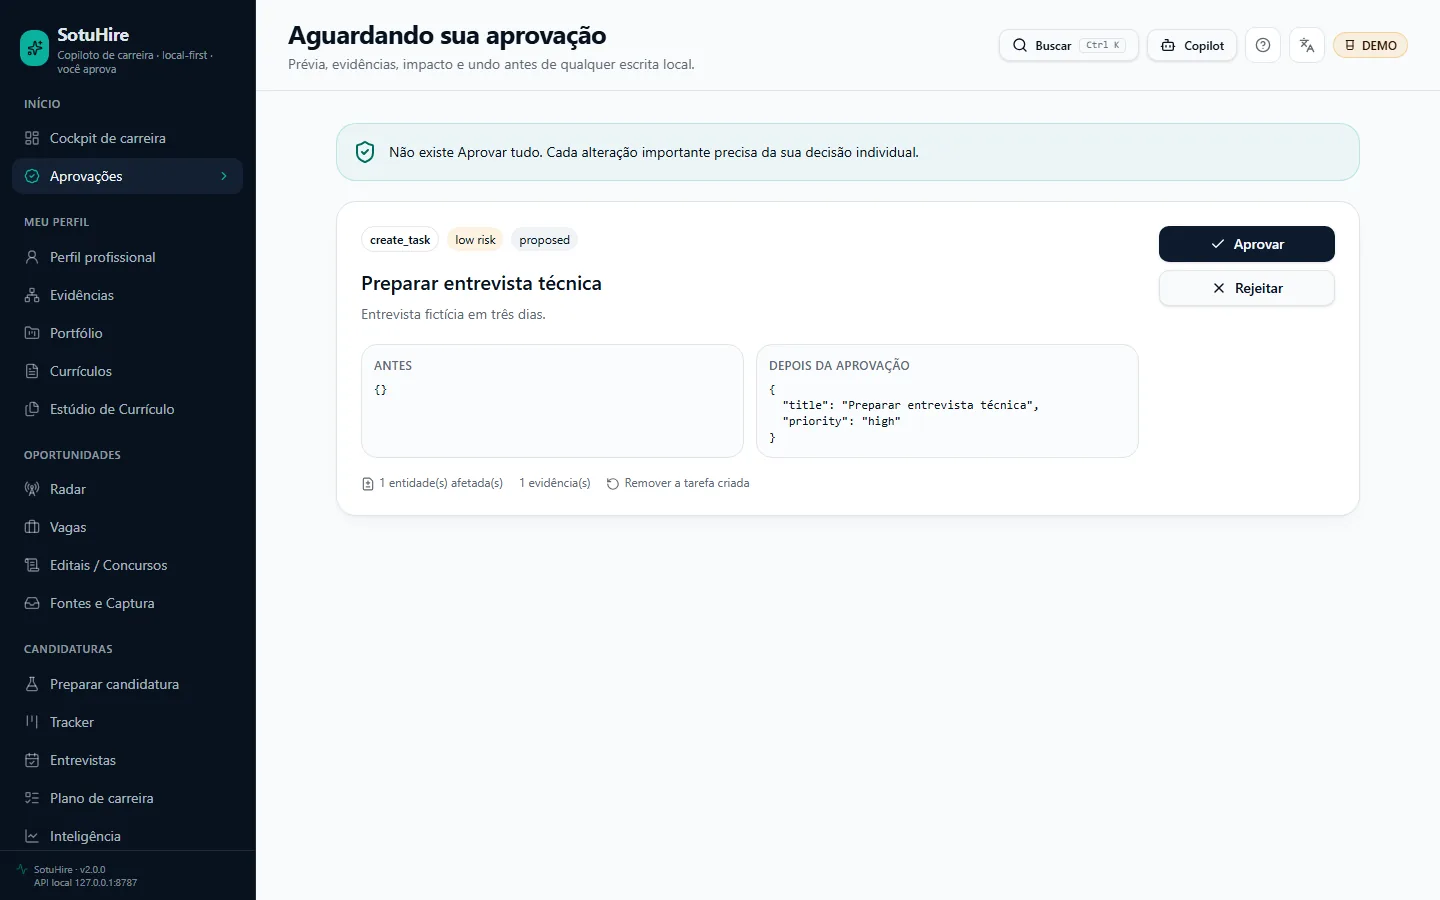 SotuHire
Copiloto de carreira · local-first ·
você aprova
INÍCIO
Cockpit de carreira
Aprovações
MEU PERFIL
Perfil profissional
Evidências
Portfólio
Currículos
Estúdio de Currículo
OPORTUNIDADES
Radar
Vagas
Editais / Concursos
Fontes e Captura
CANDIDATURAS
Preparar candidatura
Tracker
Entrevistas
Plano de carreira
Inteligência
SotuHire · v2.0.0
API local 127.0.0.1:8787
Aguardando sua aprovação
Prévia, evidências, impacto e undo antes de qualquer escrita local.
Buscar Ctrl K
Copilot
DEMO
Não existe Aprovar tudo. Cada alteração importante precisa da sua decisão individual.
create_task low risk proposed
Preparar entrevista técnica
Entrevista fictícia em três dias.
Aprovar
Rejeitar
ANTES
{}
DEPOIS DA APROVAÇÃO
{
"title": "Preparar entrevista técnica",
"priority": "high"
}
1 entidade(s) afetada(s) 1 evidência(s) Remover a tarefa criada